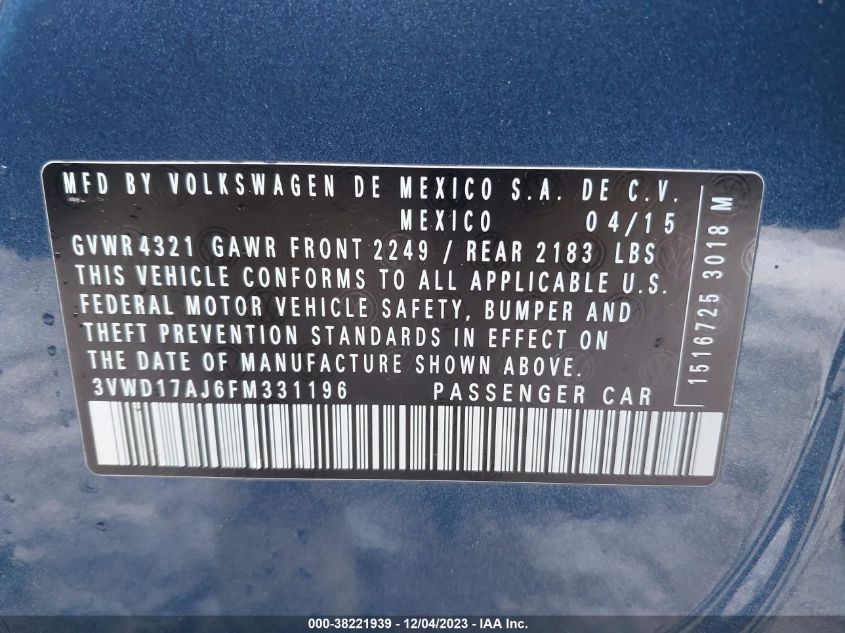 MFD BY VOLKSWAGEN DE MEXICO S.A. DE C.V.
MEXICO 04/15
GVWR 4321 GAWR FRONT 2249 / REAR 2183 LBS
THIS VEHICLE CONFORMS TO ALL APPLICABLE U.S.
FEDERAL MOTOR VEHICLE SAFETY, BUMPER AND
THEFT PREVENTION STANDARDS IN EFFECT ON
THE DATE OF MANUFACTURE SHOWN ABOVE.
3VWD17AJ6FM331196 PASSENGER CAR
1516725 3018 M
000-38221939 - 12/04/2023 - IAA Inc.